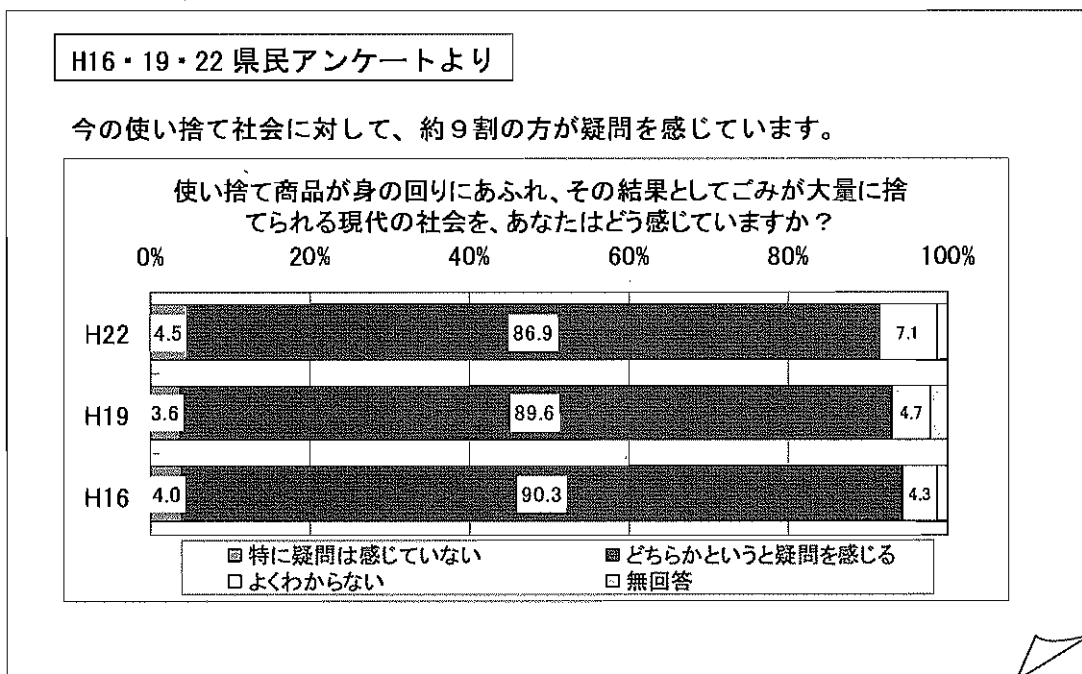 H16・19・22 県民アンケートより
今の使い捨て社会に対して、約９割の方が疑問を感じています。
使い捨て商品が身の回りにあふれ、その結果としてごみが大量に捨
てられる現代の社会を、あなたはどう感じていますか？
0% 20% 40% 60% 80% 100%
H22 4.5 86.9 7.1
H19 3.6 89.6 4.7
H16 4.0 90.3 4.3
特に疑問は感じていない どちらかというと疑問を感じる
よくわからない 無回答